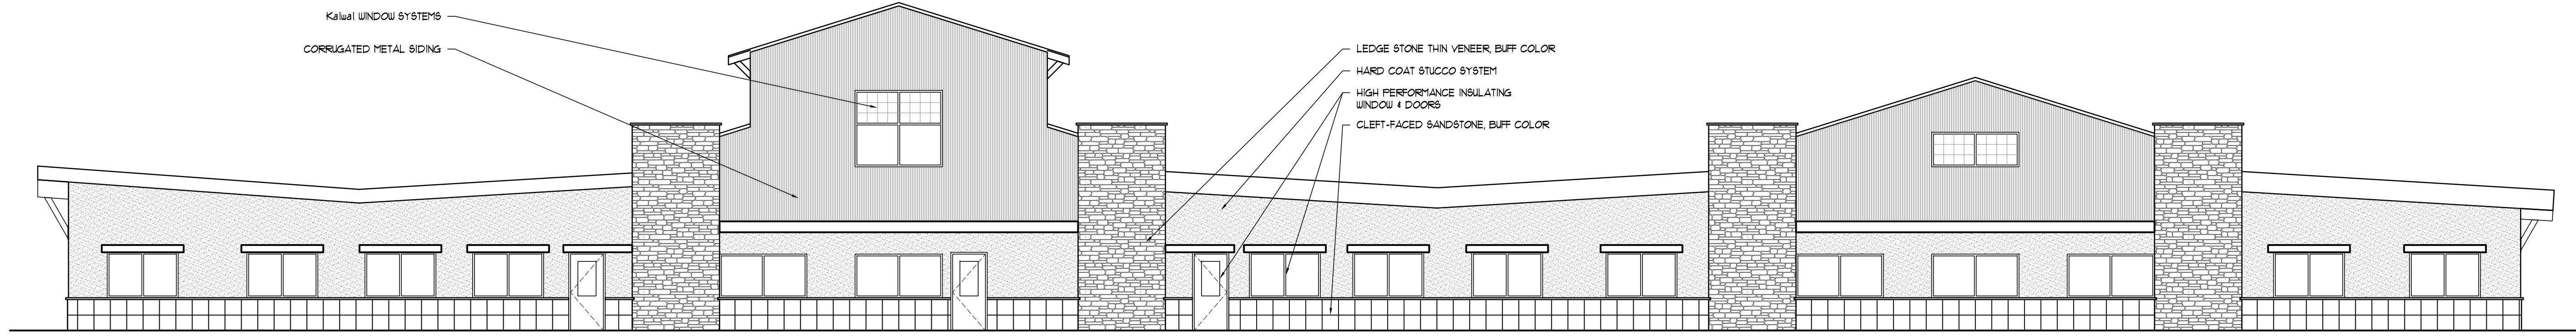 Kalwal WINDOW SYSTEMS
CORRUGATED METAL SIDING
LEDGE STONE THIN VENEER, BUFF COLOR
HARD COAT STUCCO SYSTEM
HIGH PERFORMANCE INSULATING
WINDOW & DOORS
CLEFT-FACED SANDSTONE, BUFF COLOR